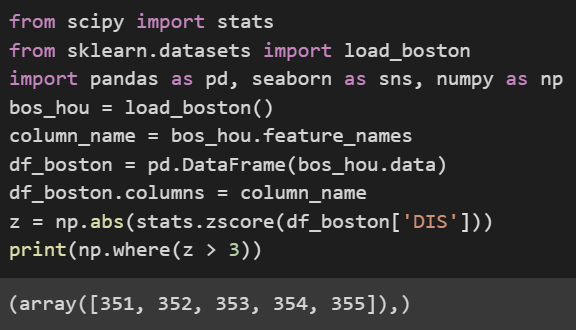 from scipy import stats
from sklearn.datasets import load_boston
import pandas as pd, seaborn as sns, numpy as np
bos_hou = load_boston()
column_name = bos_hou.feature_names
df_boston = pd.DataFrame(bos_hou.data)
df_boston.columns = column_name
z = np.abs(stats.zscore(df_boston['DIS']))
print(np.where(z > 3))
(array([351, 352, 353, 354, 355]),)